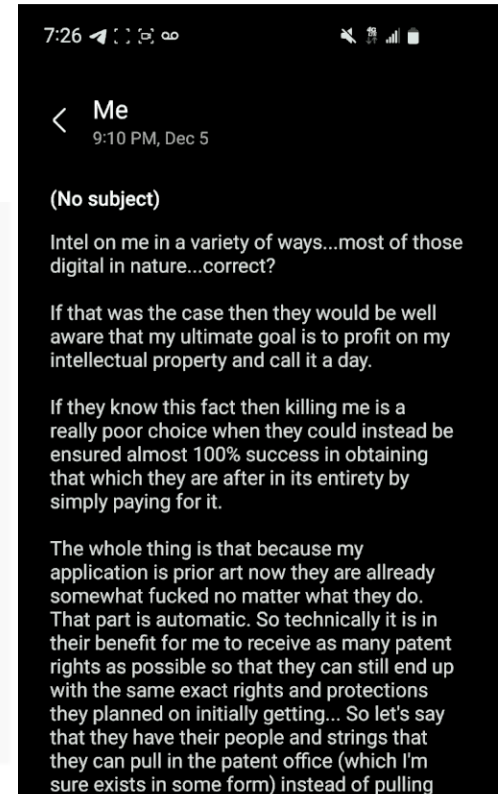 7:26
Me
9:10 PM, Dec 5
(No subject)
Intel on me in a variety of ways...most of those
digital in nature...correct?
If that was the case then they would be well
aware that my ultimate goal is to profit on my
intellectual property and call it a day.
If they know this fact then killing me is a
really poor choice when they could instead be
ensured almost 100% success in obtaining
that which they are after in its entirety by
simply paying for it.
The whole thing is that because my
application is prior art now they are allready
somewhat fucked no matter what they do.
That part is automatic. So technically it is in
their benefit for me to receive as many patent
rights as possible so that they can still end up
with the same exact rights and protections
they planned on initially getting... So let's say
that they have their people and strings that
they can pull in the patent office (which I'm
sure exists in some form) instead of pulling